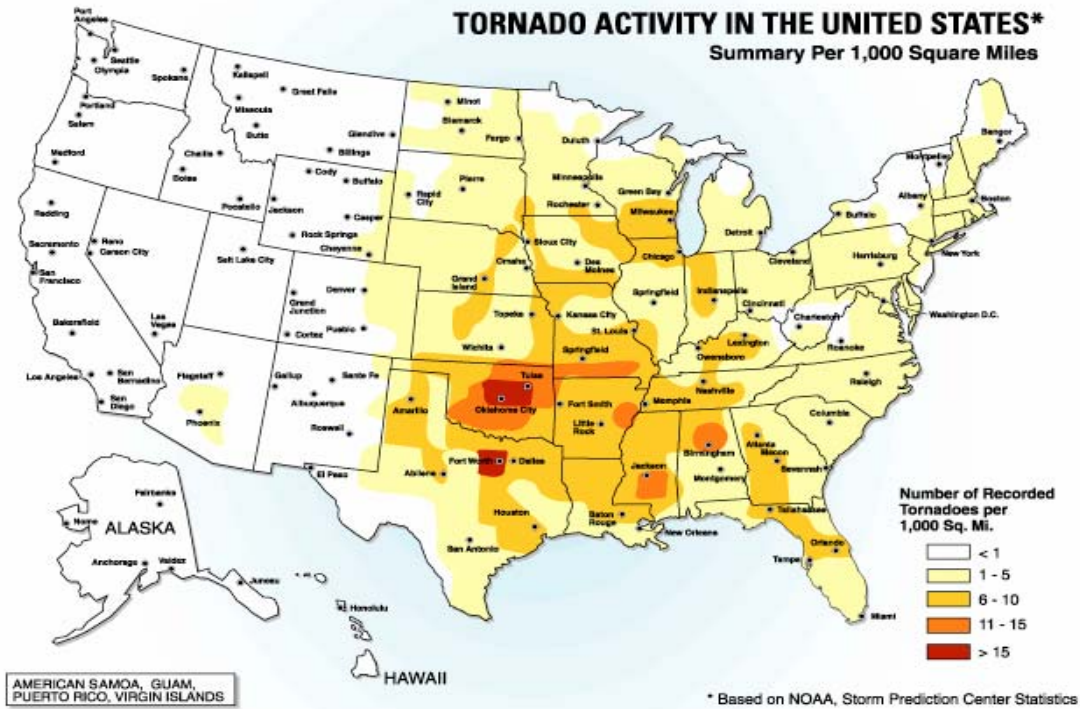 TORNADO ACTIVITY IN THE UNITED STATES*
Summary Per 1,000 Square Miles
Port
Angeles
Seattle
Olympia
Spokane
Portland
Salem
Medford
Kalispell
Great Falls
Missoula
Butte
Glendive
Billings
Challis
Boise
Pocatello
Cody
Buffalo
Jackson
Casper
Rock Springs
Cheyenne
Minot
Bismarck
Fargo
Duluth
Pierre
Rapid
City
Minneapolis
Rochester
Green Bay
Milwaukee
Bangor
Montpelier
Albany
Boston
Buffalo
Detroit
New York
Redding
Reno
Carson City
Sacramento
San
Francisco
Salt Lake City
Sioux City
Omaha
Des
Moines
Grand
Island
Chicago
Cleveland
Harrisburg
Denver
Grand
Junction
Pueblo
Cortez
Springfield
Indianapolis
Cincinnati
Washington D.C.
Bakersfield
Las
Vegas
Topeka
Kansas City
St. Louis
Charleston
Lexington
Roanoke
Owensboro
Wichita
Springfield
Los Angeles
San
Bernadino
San
Diego
Flagstaff
Phoenix
Gallup
Santa Fe
Albuquerque
Roswell
Tulsa
Amarillo
Oklahoma City
Fort Smith
Little
Rock
Memphis
Nashville
Raleigh
Columbia
El Paso
Abilene
Fort Worth
Dallas
Jackson
Birmingham
Montgomery
Atlanta
Macon
Savannah
Houston
San Antonio
Baton
Rouge
New Orleans
Tallahassee
Orlando
Tampa
Miami
Fairbanks
Nome
ALASKA
Anchorage
Valdez
Juneau
Honolulu
HAWAII
Number of Recorded
Tornadoes per
1,000 Sq. Mi.
< 1
1 - 5
6 - 10
11 - 15
> 15
AMERICAN SAMOA, GUAM,
PUERTO RICO, VIRGIN ISLANDS
* Based on NOAA, Storm Prediction Center Statistics